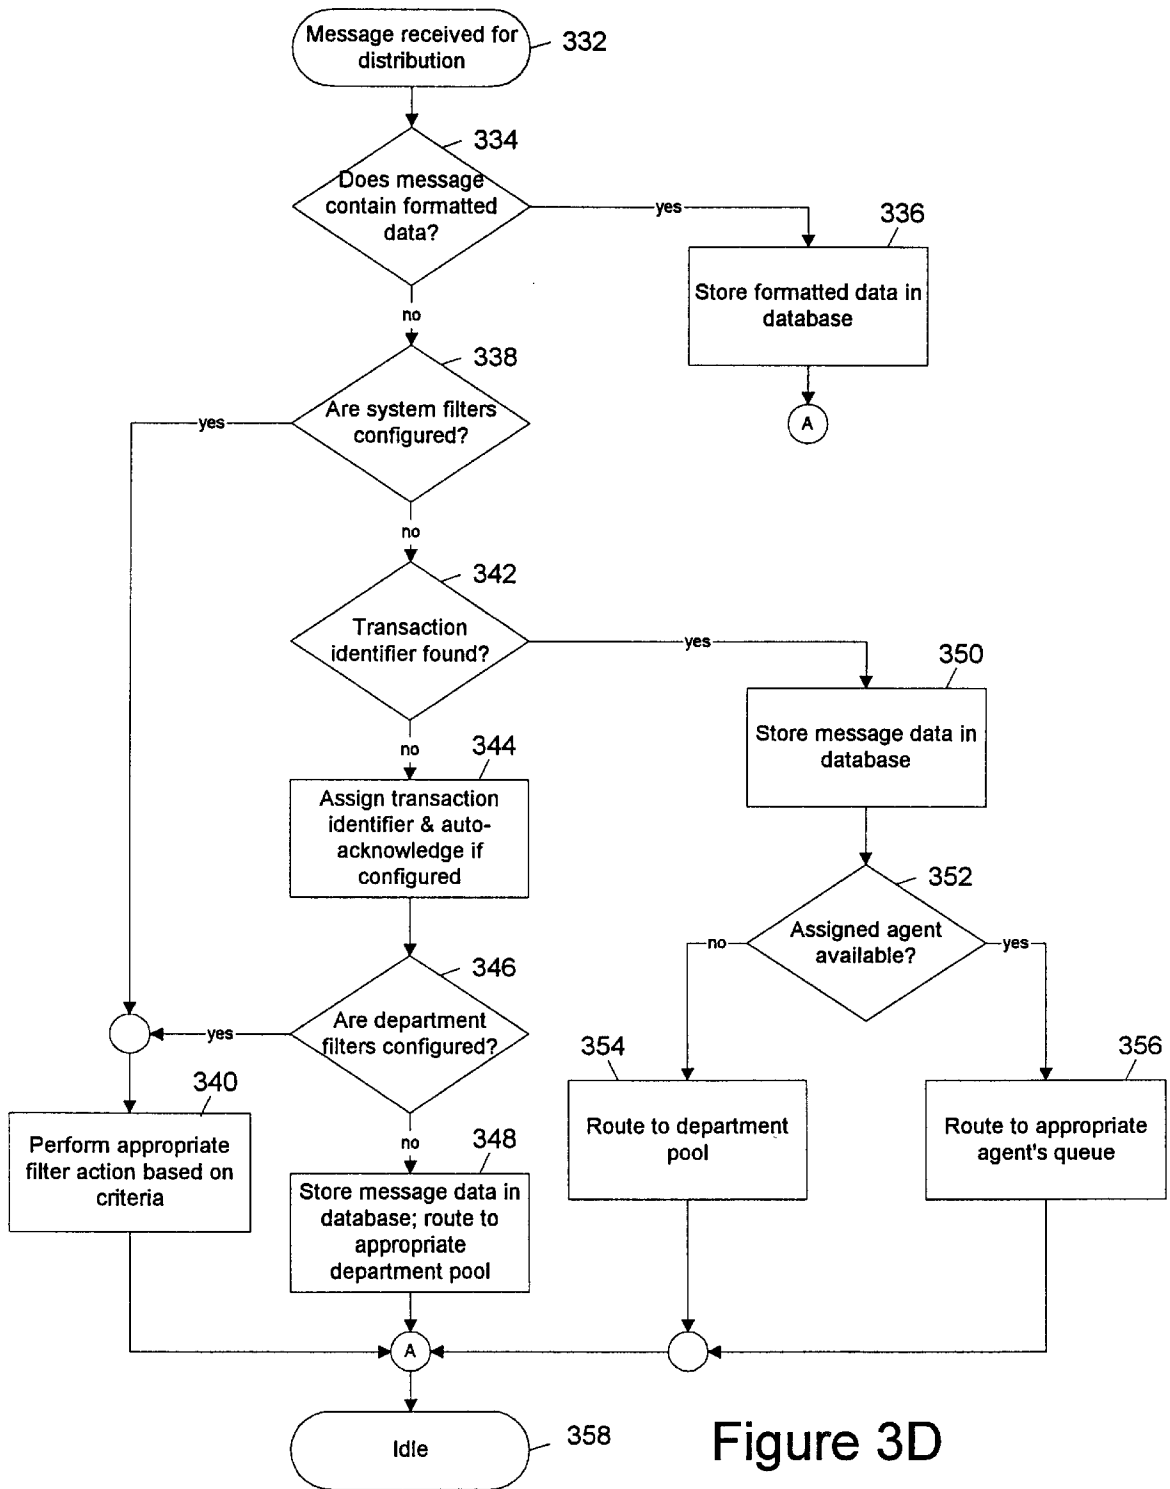 Message received for
distribution
332
334
Does message
contain formatted
data?
yes
336
Store formatted data in
database
A
no
338
Are system filters
configured?
yes
no
342
Transaction
identifier found?
yes
350
Store message data in
database
no
344
Assign transaction
identifier & auto-
acknowledge if
configured
352
Assigned agent
available?
no
yes
346
Are department
filters configured?
yes
354
Route to department
pool
356
Route to appropriate
agent's queue
340
Perform appropriate
filter action based on
criteria
no
348
Store message data in
database; route to
appropriate
department pool
A
Idle
358
Figure 3D